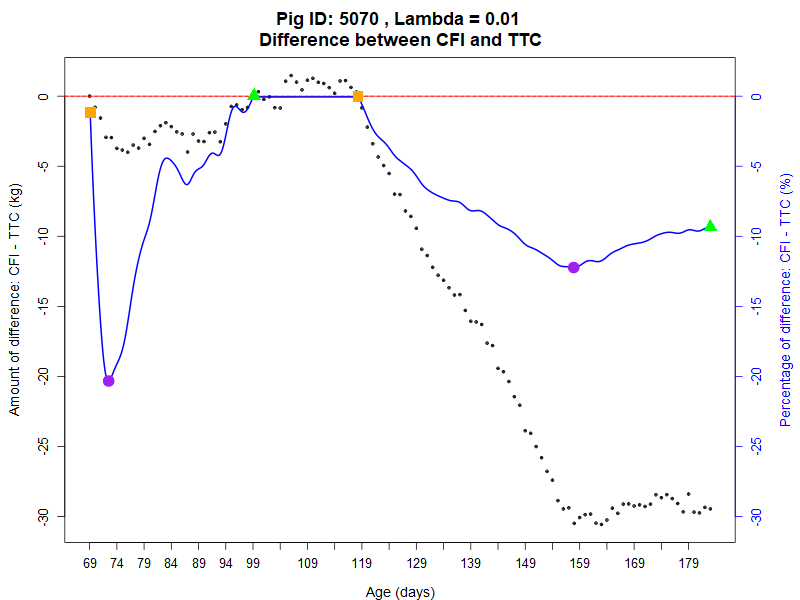 Pig ID: 5070 , Lambda = 0.01
Difference between CFI and TTC
Amount of difference: CFI - TTC (kg)
0
-5
-10
-15
-20
-25
-30
0
-5
-10
-15
-20
-25
-30
Percentage of difference: CFI - TTC (%)
69 74 79 84 89 94 99 109 119 129 139 149 159 169 179
Age (days)